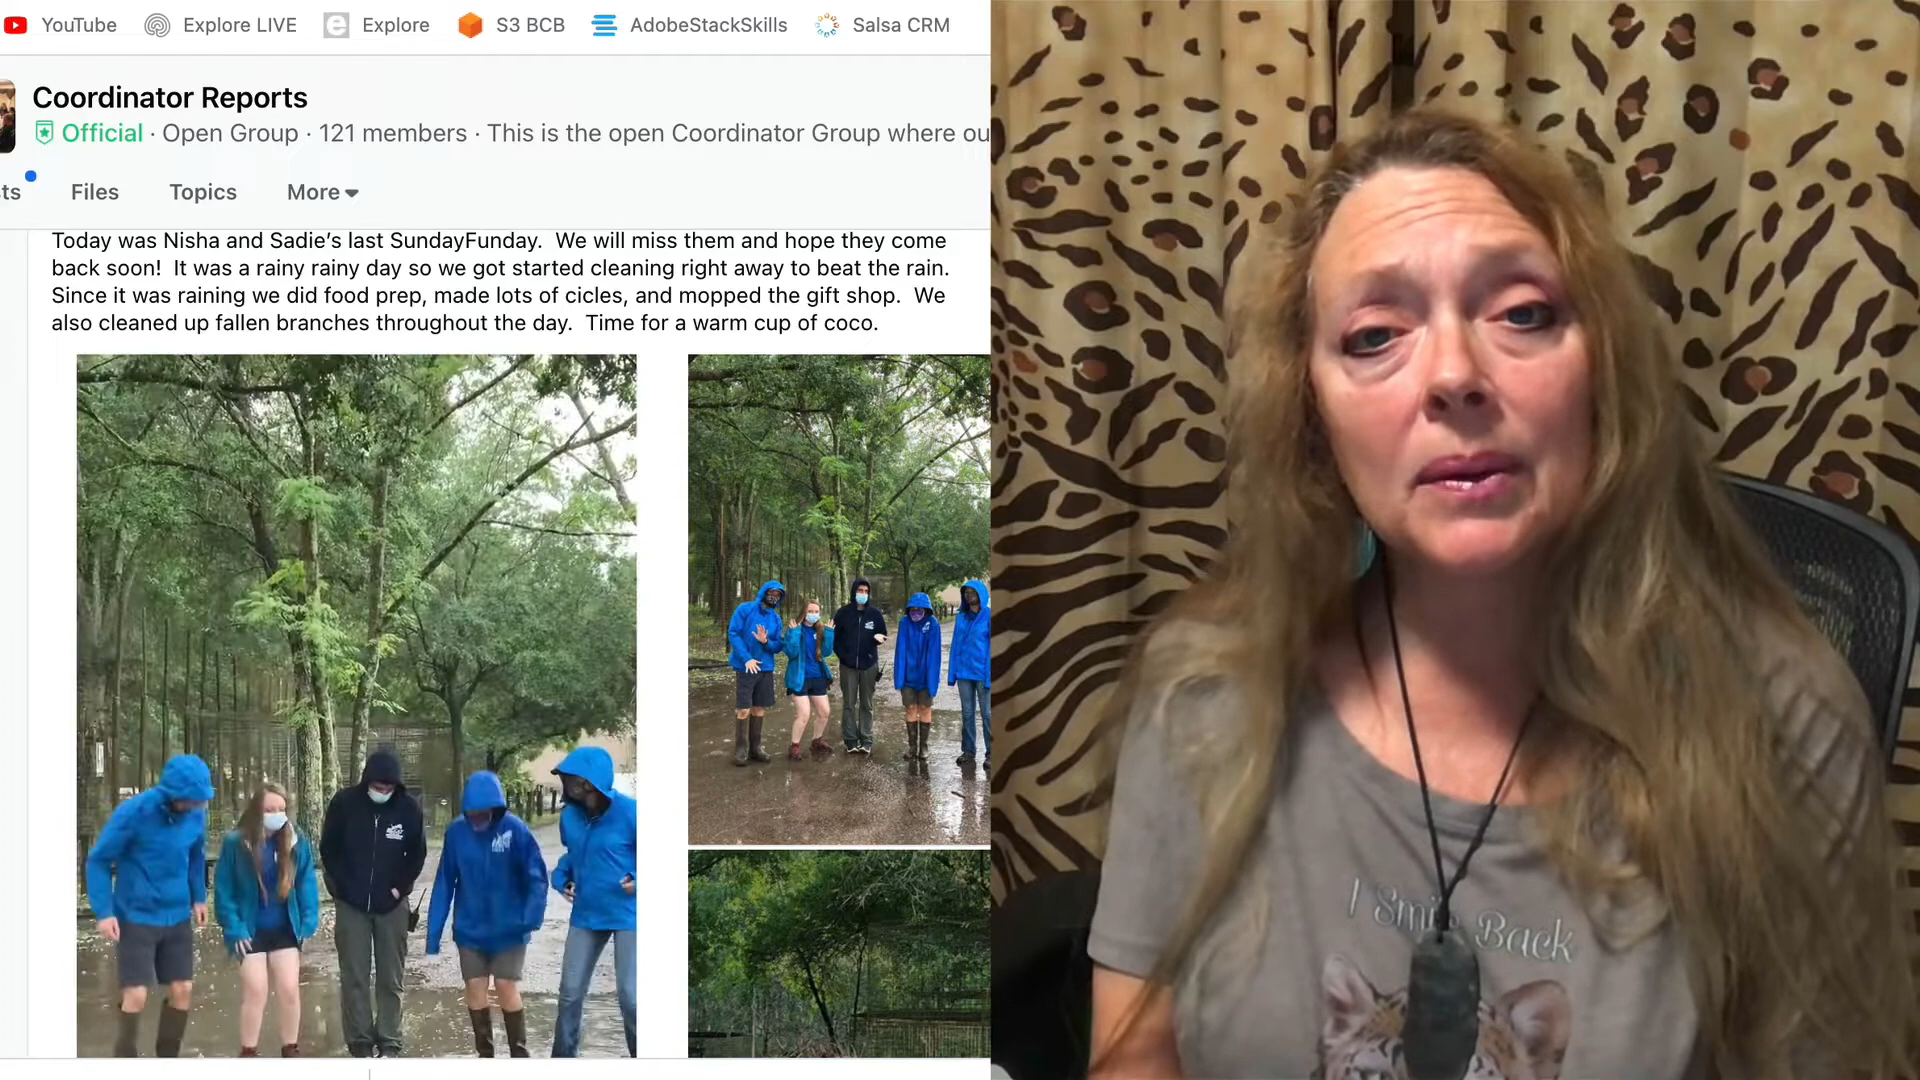 YouTube Explore LIVE Explore S3 BCB AdobeStackSkills Salsa CRM
Coordinator Reports
Official · Open Group · 121 members · This is the open Coordinator Group where ou
ts Files Topics More
Today was Nisha and Sadie’s last SundayFunday. We will miss them and hope they come
back soon! It was a rainy rainy day so we got started cleaning right away to beat the rain.
Since it was raining we did food prep, made lots of cicles, and mopped the gift shop. We
also cleaned up fallen branches throughout the day. Time for a warm cup of coco.
I Smile Back